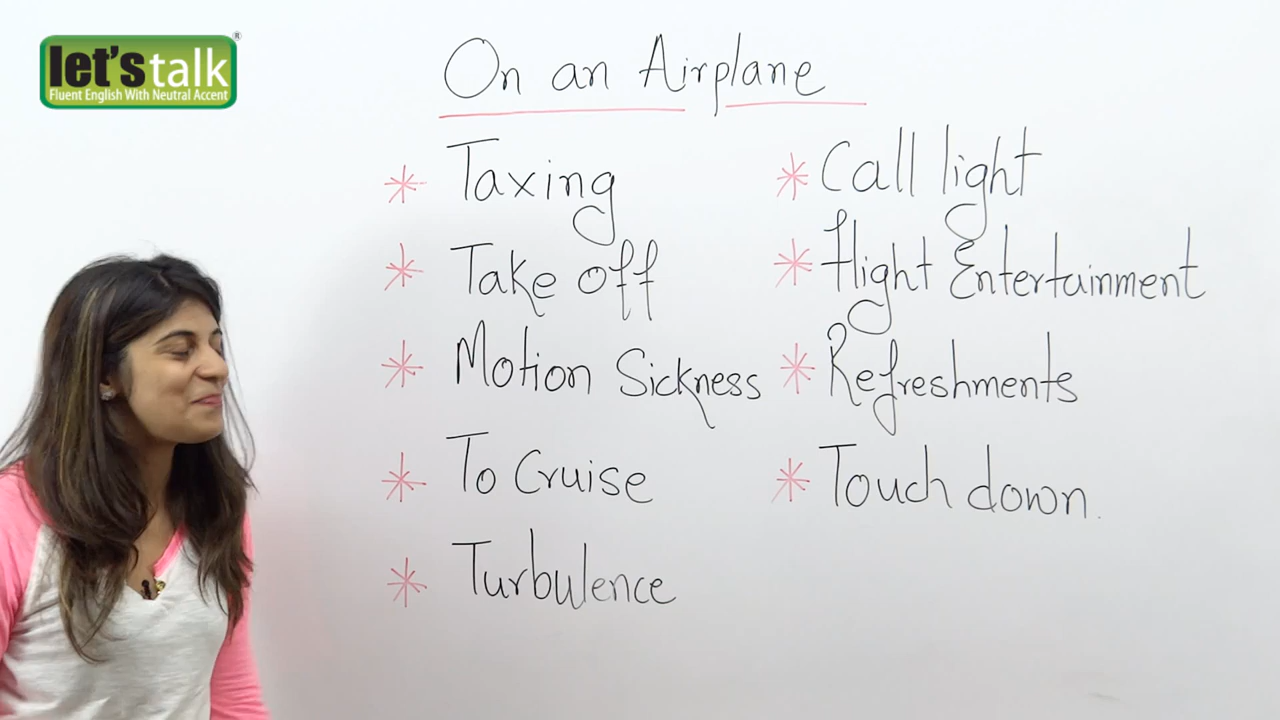 let's talk®
Fluent English With Neutral Accent
On an Airplane
* Taxing
* Take off
* Motion Sickness
* To Cruise
* Turbulence
* Call light
* flight Entertainment
* Refreshments
* Touch down.